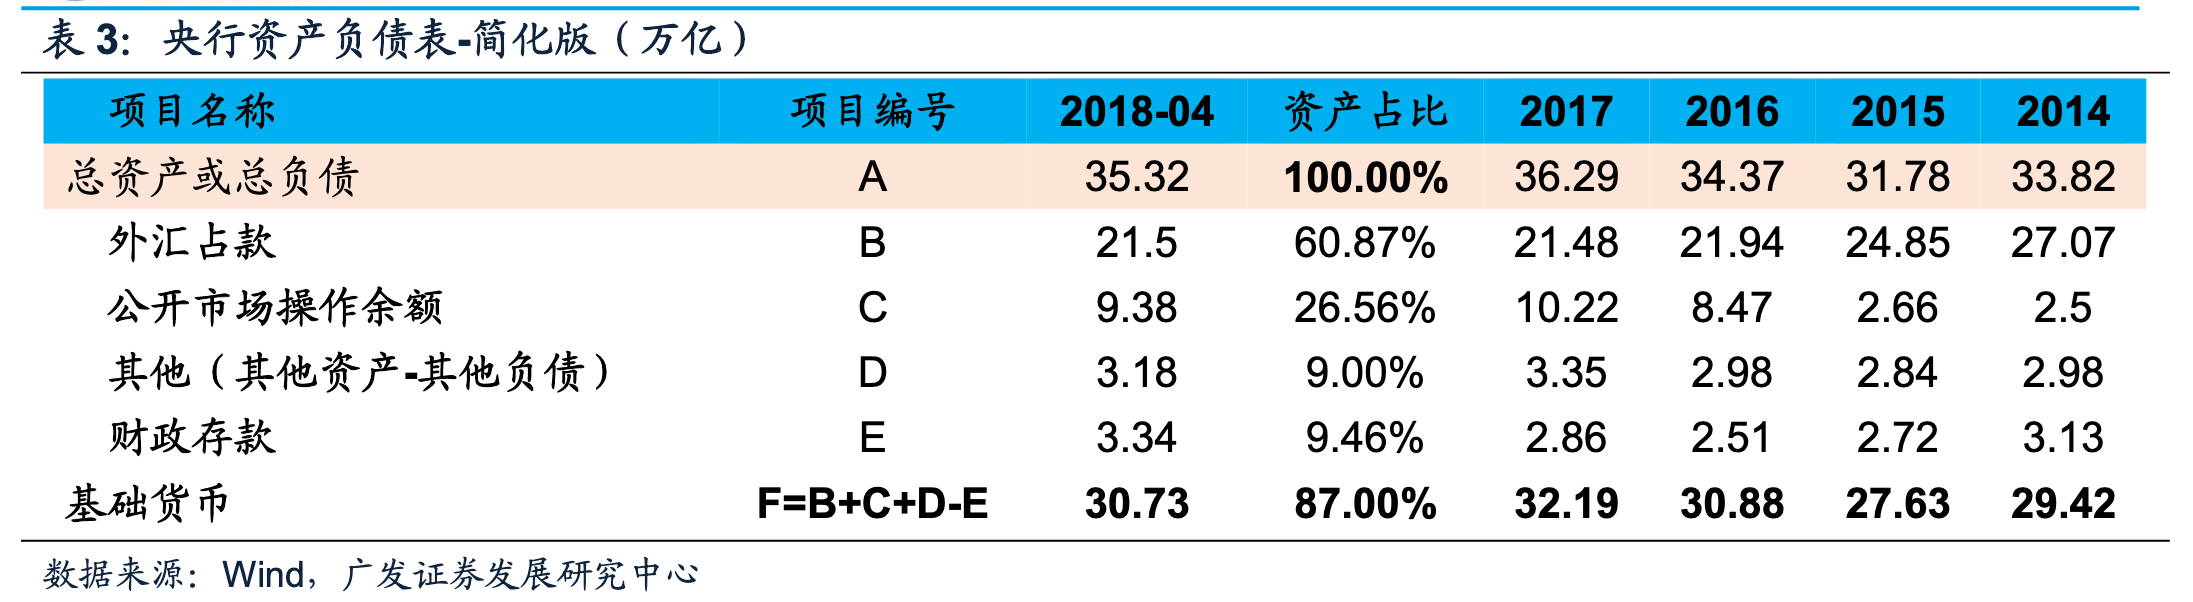 表 3：央行资产负债表-简化版（万亿）
项目名称 项目编号 2018-04 资产占比 2017 2016 2015 2014
总资产或总负债 A 35.32 100.00% 36.29 34.37 31.78 33.82
外汇占款 B 21.5 60.87% 21.48 21.94 24.85 27.07
公开市场操作余额 C 9.38 26.56% 10.22 8.47 2.66 2.5
其他（其他资产-其他负债） D 3.18 9.00% 3.35 2.98 2.84 2.98
财政存款 E 3.34 9.46% 2.86 2.51 2.72 3.13
基础货币 F=B+C+D-E 30.73 87.00% 32.19 30.88 27.63 29.42
数据来源：Wind，广发证券发展研究中心